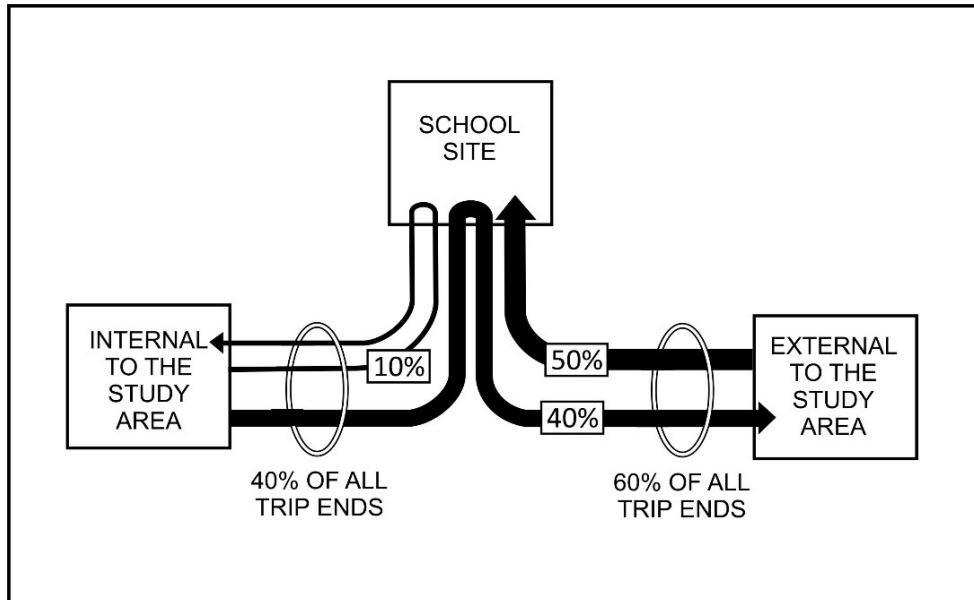 SCHOOL
SITE
INTERNAL
TO THE
STUDY
AREA
10%
50%
40%
EXTERNAL
TO THE
STUDY
AREA
40% OF ALL
TRIP ENDS
60% OF ALL
TRIP ENDS